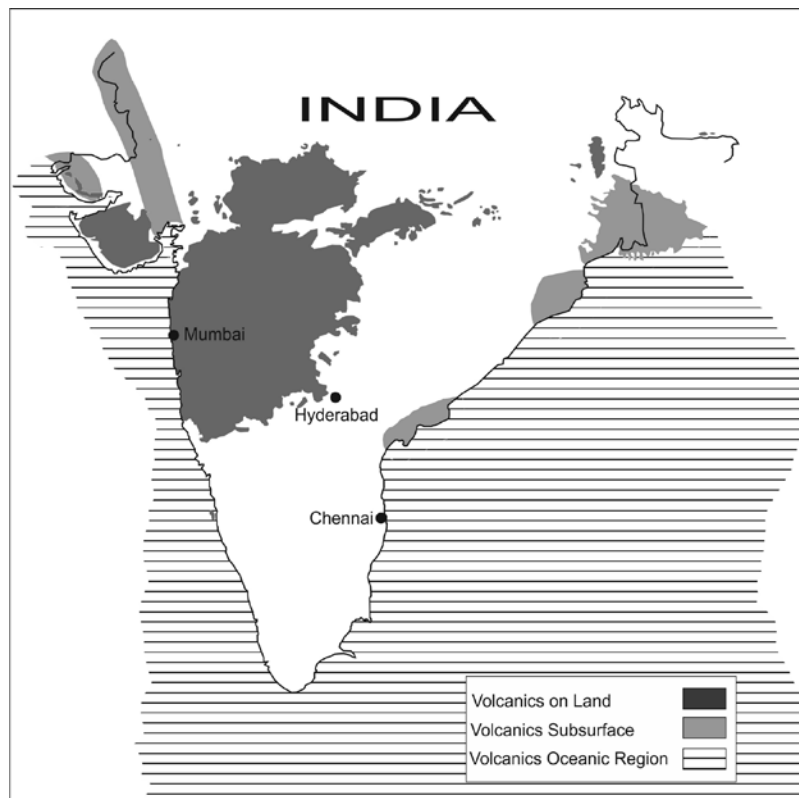 INDIA
Mumbai
Hyderabad
Chennai
Volcanics on Land
Volcanics Subsurface
Volcanics Oceanic Region